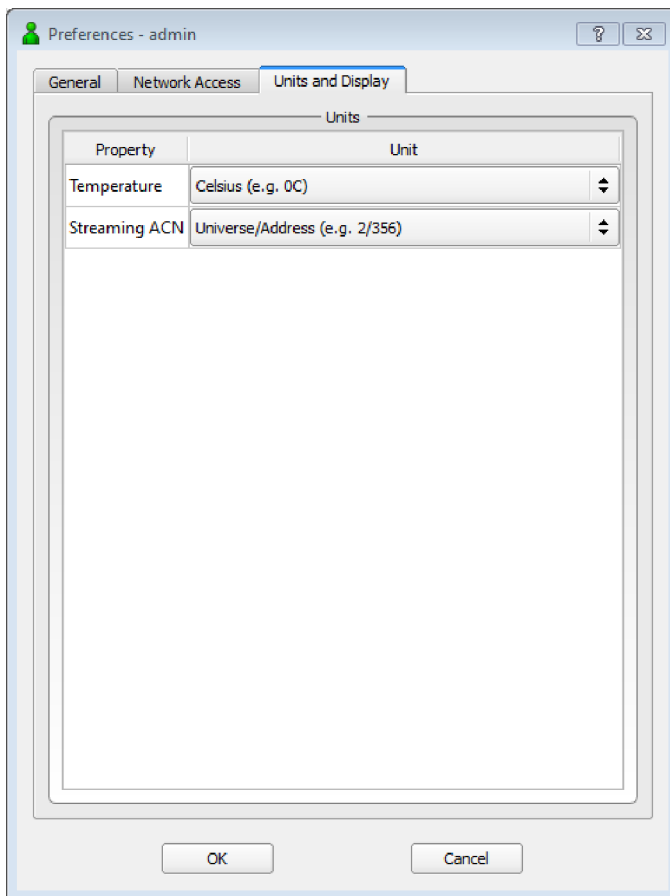 Preferences - admin
?
General Network Access Units and Display
Units
Property Unit
Temperature Celsius (e.g. 0C)
Streaming ACN Universe/Address (e.g. 2/356)
OK Cancel